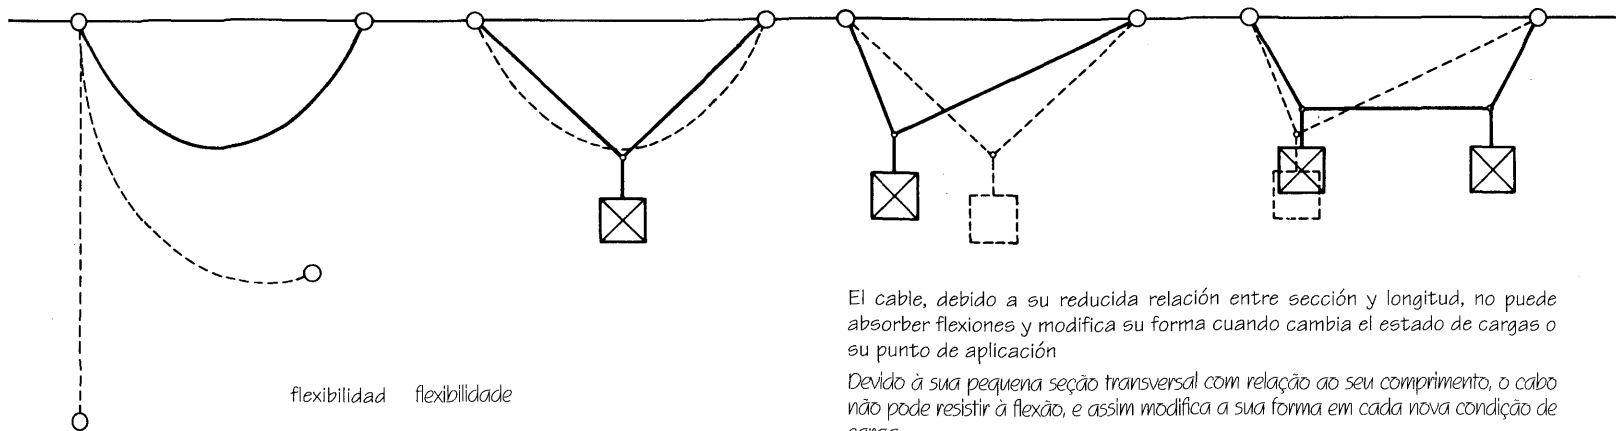 El cable, debido a su reducida relación entre sección y longitud, no puede
absorber flexiones y modifica su forma cuando cambia el estado de cargas o
su punto de aplicación
Devido à sua pequena seção transversal com relação ao seu comprimento, o cabo
não pode resistir à flexão, e assim modifica a sua forma em cada nova condição de
flexibilidad flexibilidade